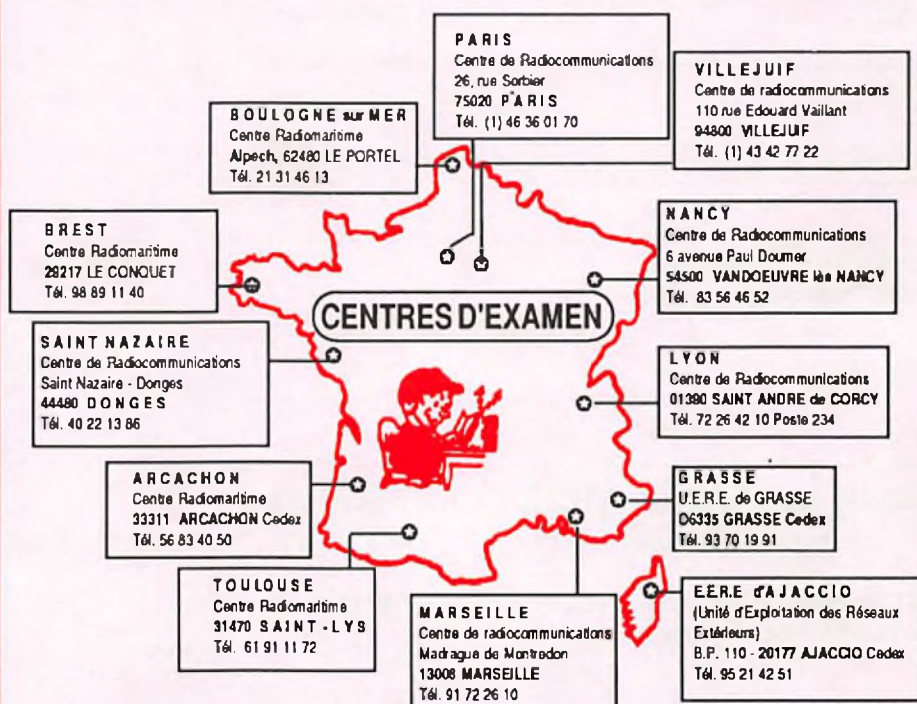 PARIS
Centre de Radiocommunications
26, rue Sorbier
75020 PARIS
Tél. (1) 46 36 01 70
VILLEJUIF
Centre de radiocommunications
110 rue Edouard Vaillant
94800 VILLEJUIF
Tél. (1) 43 42 77 22
BOULOGNE sur MER
Centre Radiomaritime
Alpech, 62480 LE PORTEL
Tél. 21 31 46 13
BREST
Centre Radiomaritime
29217 LE CONQUET
Tél. 98 89 11 40
NANCY
Centre de Radiocommunications
6 avenue Paul Doumer
54500 VANDOEUVRE lès NANCY
Tél. 83 56 46 52
CENTRES D'EXAMEN
SAINT NAZAIRE
Centre de Radiocommunications
Saint Nazaire - Donges
44480 DONGES
Tél. 40 22 13 86
LYON
Centre de Radiocommunications
01390 SAINT ANDRE de CORCY
Tél. 72 26 42 10 Poste 234
ARCACHON
Centre Radiomaritime
33311 ARCACHON Cedex
Tél. 56 83 40 50
GRASSE
U.E.R.E. de GRASSE
O6335 GRASSE Cedex
Tél. 93 70 19 91
TOULOUSE
Centre Radiomaritime
31470 SAINT-LYS
Tél. 61 91 11 72
MARSEILLE
Centre de radiocommunications
Madrague de Montredon
13008 MARSEILLE
Tél. 91 72 26 10
E.E.R.E d'AJACCIO
(Unité d'Exploitation des Réseaux
Extérieurs)
B.P. 110 - 20177 AJACCIO Cedex
Tél. 95 21 42 51